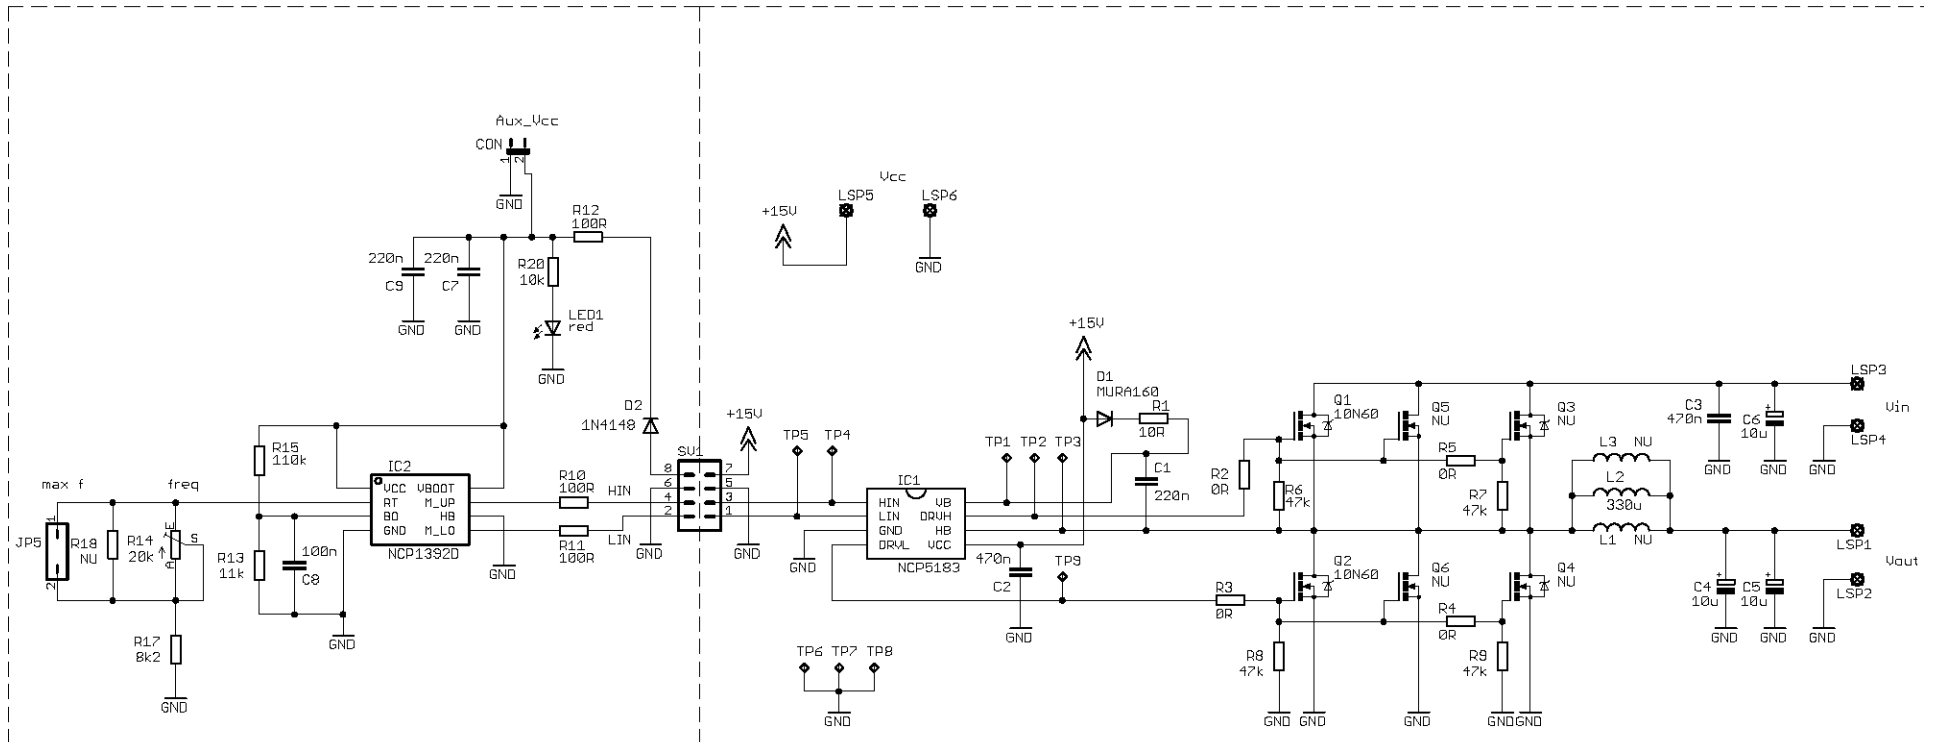 Aux_Vcc
CON
1
2
GND
R12
100R
220n
C9
220n
C7
R20
10k
LED1
red
GND
GND
GND
D2
1N4148
R15
110k
max f
freq
JP5
1
2
R18
NU
R14
20k
E
S
A
R13
11k
100n
C8
R17
8k2
GND
GND
IC2
VCC VBOOT
RT M_UP
BO HB
GND M_LO
NCP1392D
GND
R10
100R
HIN
R11
100R
LIN
SV1
8 7
6 5
4 3
2 1
GND
GND
+15V
Vcc
+15V
LSP5
LSP6
GND
TP5
TP4
IC1
HIN VB
LIN DRVH
GND HB
DRVL VCC
NCP5183
GND
TP6 TP7 TP8
GND
+15V
D1
MURA160
R1
10R
TP1 TP2 TP3
C1
220n
470n
C2
GND
TP9
R2
0R
R3
0R
R6
47k
R8
47k
GND
Q1
10N60
Q2
10N60
GND
Q5
NU
Q6
NU
GND
R5
0R
R4
0R
R7
47k
R9
47k
GND
Q3
NU
Q4
NU
GND
L3 NU
L2
330u
L1 NU
C3
470n
GND
+
C6
10u
GND
LSP3
Vin
LSP4
GND
+
C4
10u
GND
+
C5
10u
GND
LSP1
Vout
LSP2
GND